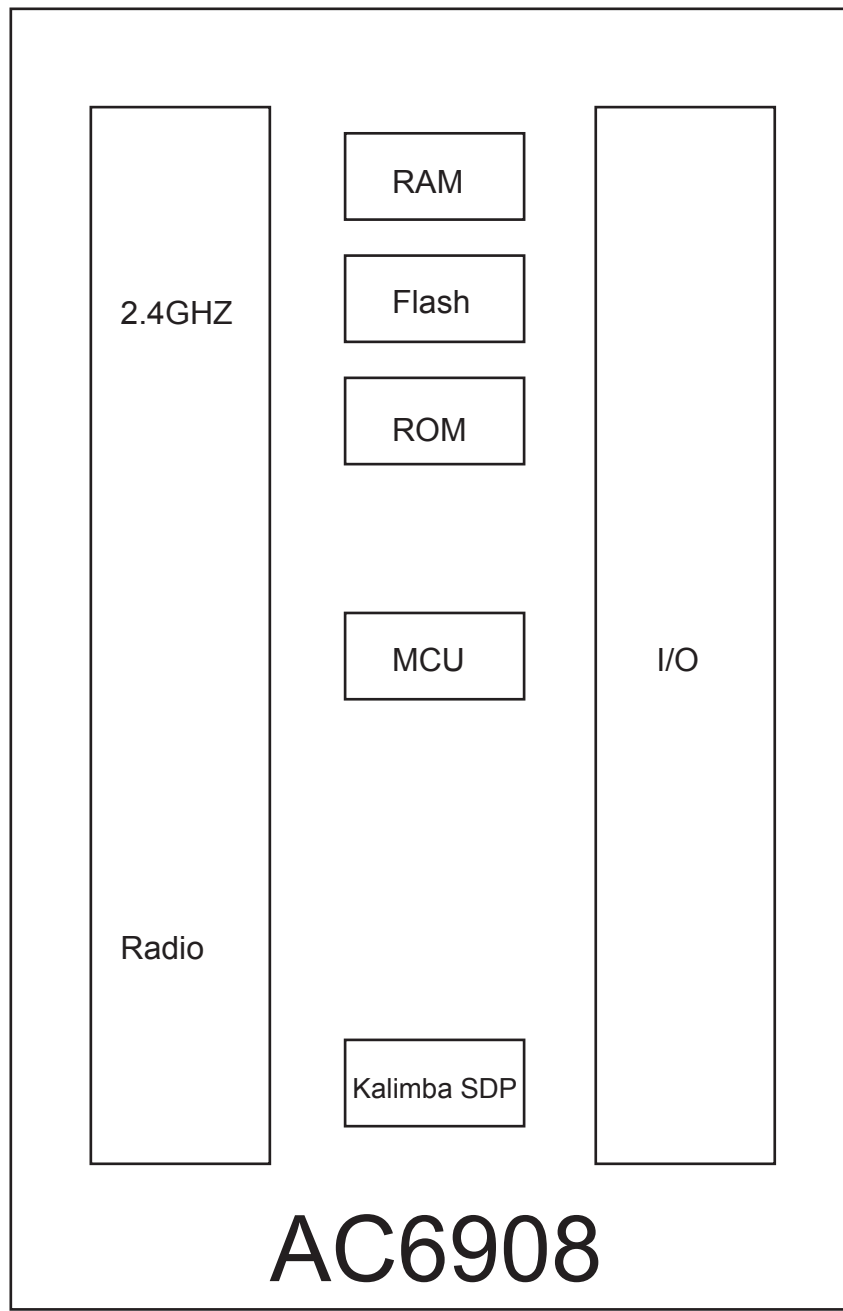 2.4GHZ
Radio
RAM
Flash
ROM
MCU
Kalimba SDP
I/O
AC6908